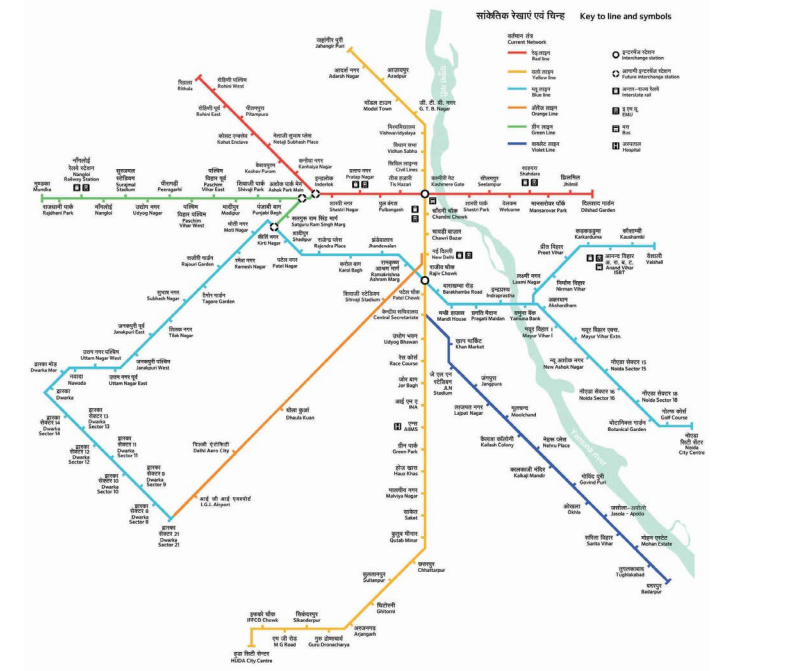 सांकेतिक रेखाएं एवं चिन्ह Key to line and symbols
वर्तमान तंत्र
Current Network
रेड लाइन
Red line
Yellow line
ब्लू लाइन
Blue line
Orange Line
ग्रीन लाइन
Green Line
Violet Line
इन्टरचेंज स्टेशन
Interchange station
आगामी इन्टरचेंज स्टेशन
Future interchange station
Interstate rail
EMU
बस
Bus
अस्पताल
Hospital
जहांगीर पुरी
Jahangir Puri
आदर्श नगर
Adarsh Nagar
आज़ादपुर
Azadpur
मॉडल टाउन
Model Town
जी. टी. बी. नगर
G. T. B. Nagar
विश्वविद्यालय
Vishwavidyalaya
विधान सभा
Vidhan Sabha
सिविल लाइन्स
Civil Lines
रिठाला
Rithala
रोहिणी पश्चिम
Rohini West
रोहिणी पूर्व
Rohini East
पीतमपुरा
Pitampura
कोहाट एन्क्लेव
Kohat Enclave
नेताजी सुभाष प्लेस
Netaji Subhash Place
केशवपुरम
Keshav Puram
कन्हैया नगर
Kanhaiya Nagar
इन्द्रलोक
Inderlok
शास्त्री नगर
Shastri Nagar
प्रताप नगर
Pratap Nagar
पुल बंगश
Pulbangash
तीस हज़ारी
Tis Hazari
कश्मीरी गेट
Kashmere Gate
शास्त्री पार्क
Shastri Park
सीलमपुर
Seelampur
वेलकम
Welcome
शाहदरा
Shahdara
मानसरोवर पार्क
Mansarovar Park
झिलमिल
Jhilmil
दिलशाद गार्डन
Dilshad Garden
मुण्डका
Mundka
राजधानी पार्क
Rajdhani Park
नाँगलोई
रेलवे स्टेशन
Nangloi
Railway Station
नाँगलोई
Nangloi
सूरजमल
स्टेडियम
Surajmal
Stadium
उद्योग नगर
Udyog Nagar
पीरागढ़ी
Peeragarhi
पश्चिम
विहार पश्चिम
Paschim
Vihar West
पश्चिम
विहार पूर्व
Paschim
Vihar East
मादीपुर
Madipur
शिवाजी पार्क
Shivaji Park
पंजाबी बाग
Punjabi Bagh
अशोक पार्क मेन
Ashok Park Main
सतगुरू राम सिंह मार्ग
Satguru Ram Singh Marg
कीर्ति नगर
Kirti Nagar
शादीपुर
Shadipur
पटेल नगर
Patel Nagar
राजेन्द्र प्लेस
Rajendra Place
करोल बाग
Karol Bagh
झंडेवालान
Jhandewalan
रामकृष्ण
आश्रम मार्ग
Ramakrishna
Ashram Marg
चाँदनी चौक
Chandni Chowk
चावड़ी बाज़ार
Chawri Bazar
नई दिल्ली
New Delhi
राजीव चौक
Rajiv Chowk
शिवाजी स्टेडियम
Shivaji Stadium
पटेल चौक
Patel Chowk
केन्द्रीय सचिवालय
Central Secretariate
बाराखम्बा रोड
Barakhamba Road
मण्डी हाऊस
Mandi House
प्रगति मैदान
Pragati Maidan
इन्द्रप्रस्थ
Indraprastha
यमुना बैंक
Yamuna Bank
लक्ष्मी नगर
Laxmi Nagar
निर्माण विहार
Nirman Vihar
प्रीत विहार
Preet Vihar
कड़कड़डूमा
Karkarduma
आनन्द विहार
अ. रा. ब. ट.
Anand Vihar
ISBT
कौशाम्बी
Kaushambi
वैशाली
Vaishali
अक्षरधाम
Akshardham
मयूर विहार I
Mayur Vihar I
मयूर विहार एक्स.
Mayur Vihar Extn.
न्यू अशोक नगर
New Ashok Nagar
नौएडा सेक्टर 15
Noida Sector 15
नौएडा सेक्टर 16
Noida Sector 16
नौएडा सेक्टर 18
Noida Sector 18
बोटानिकल गार्डन
Botanical Garden
गोल्फ कोर्स
Golf Course
नौएडा
सिटी सेंटर
Noida
City Centre
मोती नगर
Moti Nagar
रमेश नगर
Ramesh Nagar
राजौरी गार्डन
Rajouri Garden
टैगोर गार्डन
Tagore Garden
सुभाष नगर
Subhash Nagar
तिलक नगर
Tilak Nagar
जनकपुरी पूर्व
Janakpuri East
जनकपुरी पश्चिम
Janakpuri West
उत्तम नगर पश्चिम
Uttam Nagar West
उत्तम नगर पूर्व
Uttam Nagar East
नवादा
Nawada
द्वारका मोड़
Dwarka Mor
द्वारका
Dwarka
द्वारका
सेक्टर 14
Dwarka
Sector 14
द्वारका
सेक्टर 13
Dwarka
Sector 13
द्वारका
सेक्टर 12
Dwarka
Sector 12
द्वारका
सेक्टर 11
Dwarka
Sector 11
द्वारका
सेक्टर 10
Dwarka
Sector 10
द्वारका
सेक्टर 9
Dwarka
Sector 9
द्वारका
सेक्टर 8
Dwarka
Sector 8
द्वारका
सेक्टर 21
Dwarka
Sector 21
धौला कुआं
Dhaula Kuan
दिल्ली ऐरोसिटी
Delhi Aero City
आई जी आई एयरपोर्ट
I.G.I. Airport
उद्योग भवन
Udyog Bhawan
रेस कोर्स
Race Course
जोर बाग
Jor Bagh
आई एन ए
INA
एम्स
AIIMS
ग्रीन पार्क
Green Park
हौज़ खास
Hauz Khas
मालवीय नगर
Malviya Nagar
साकेत
Saket
कुतुब मीनार
Qutab Minar
छतरपुर
Chhattarpur
सुल्तानपुर
Sultanpur
घिटोरनी
Ghitorni
अरजनगढ़
Arjangarh
गुरू द्रोणाचार्य
Guru Dronacharya
सिकंदरपुर
Sikanderpur
एम जी रोड
M G Road
इफको चौक
IFFCO Chowk
हुडा सिटी सेन्टर
HUDA City Centre
खान मार्किट
Khan Market
जे एल एन
स्टेडियम
JLN
Stadium
जंगपुरा
Jangpura
लाजपत नगर
Lajpat Nagar
मूलचन्द
Moolchand
कैलाश कॉलोनी
Kailash Colony
नेहरू प्लेस
Nehru Place
कालकाजी मंदिर
Kalkaji Mandir
गोविंद पुरी
Govind Puri
ओखला
Okhla
जसोला-अपोलो
Jasola - Apollo
सरिता विहार
Sarita Vihar
मोहन एस्टेट
Mohan Estate
तुगलकाबाद
Tughlakabad
बदरपुर
Badarpur
Yamuna river